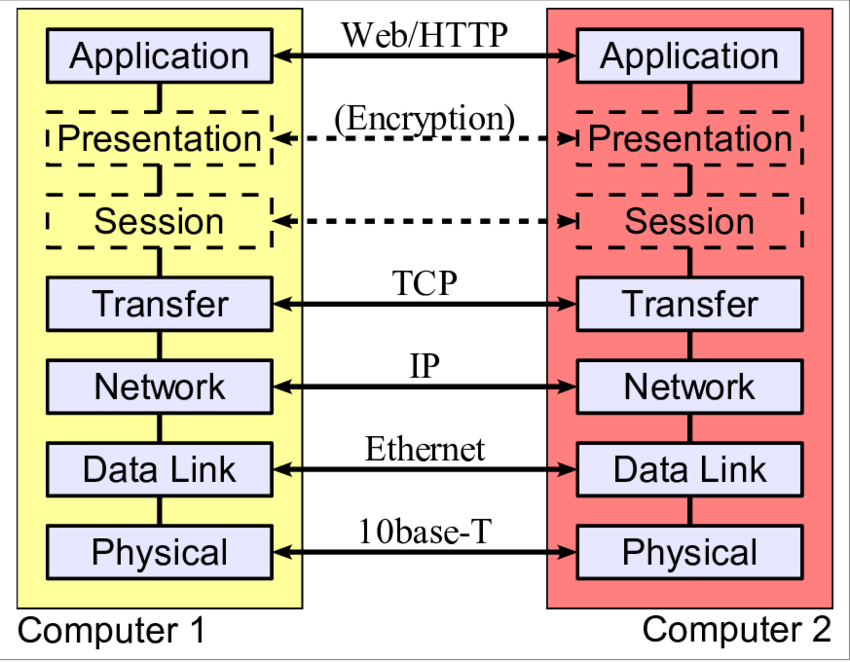 Application Web/HTTP Application
Presentation (Encryption) Presentation
Session Session
Transfer TCP Transfer
Network IP Network
Data Link Ethernet Data Link
Physical 10base-T Physical
Computer 1 Computer 2